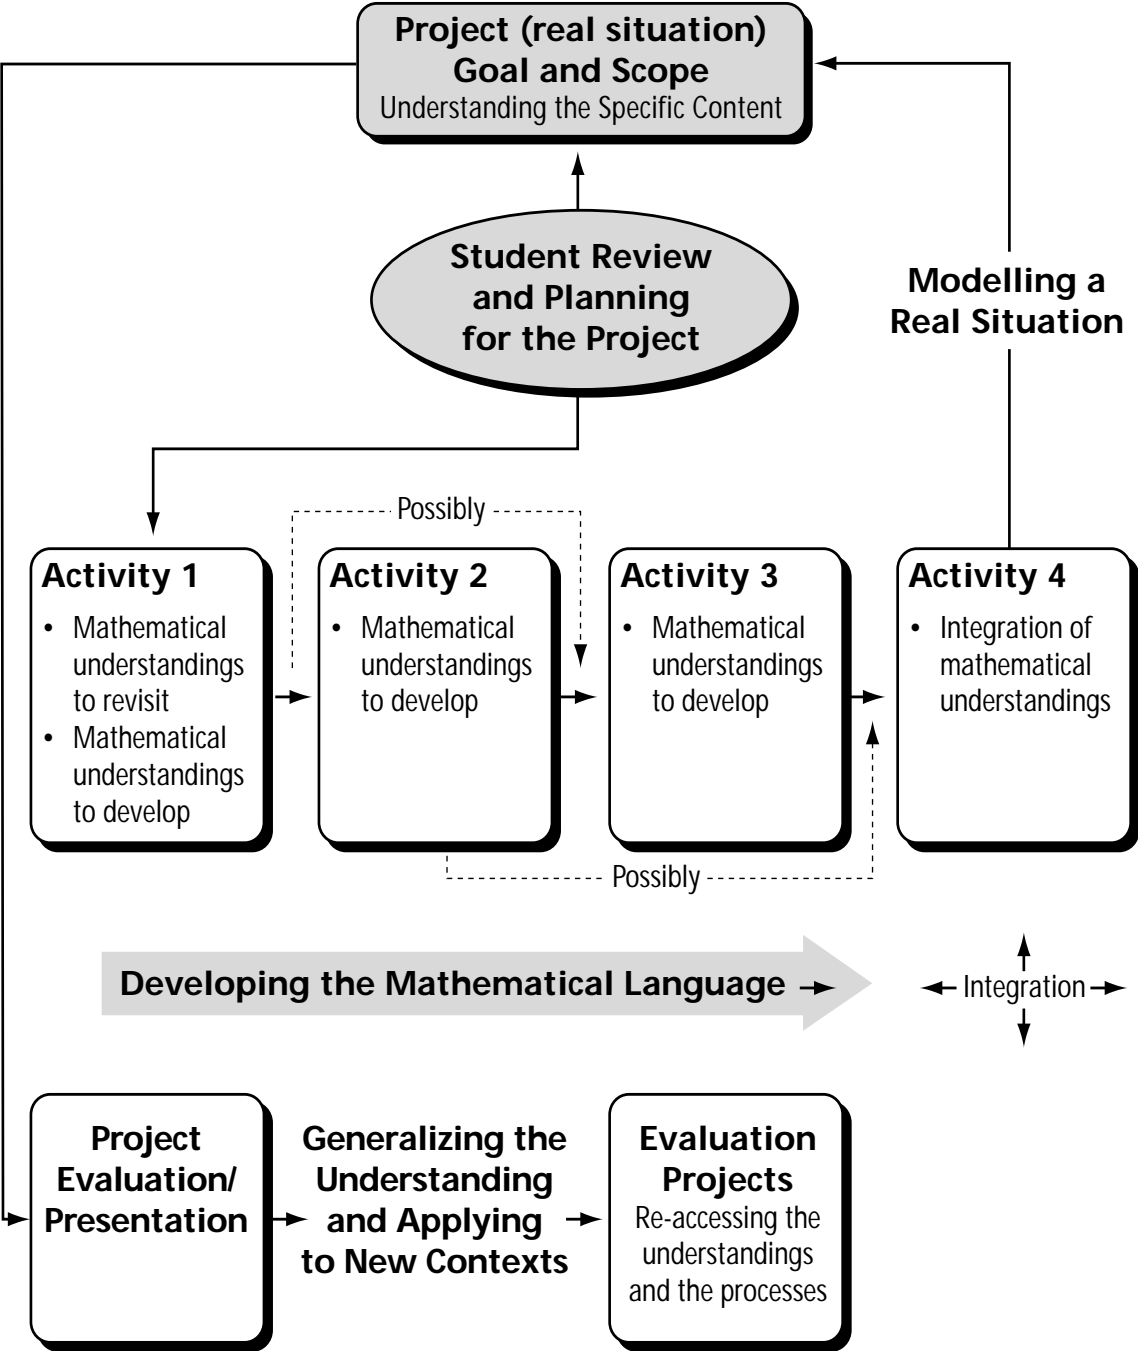 Project (real situation)
Goal and Scope
Understanding the Specific Content
Student Review
and Planning
for the Project
Modelling a
Real Situation
Possibly
Activity 1
• Mathematical
understandings
to revisit
• Mathematical
understandings
to develop
Activity 2
• Mathematical
understandings
to develop
Activity 3
• Mathematical
understandings
to develop
Activity 4
• Integration of
mathematical
understandings
Possibly
Developing the Mathematical Language
Integration
Project
Evaluation/
Presentation
Generalizing the
Understanding
and Applying
to New Contexts
Evaluation
Projects
Re-accessing the
understandings
and the processes